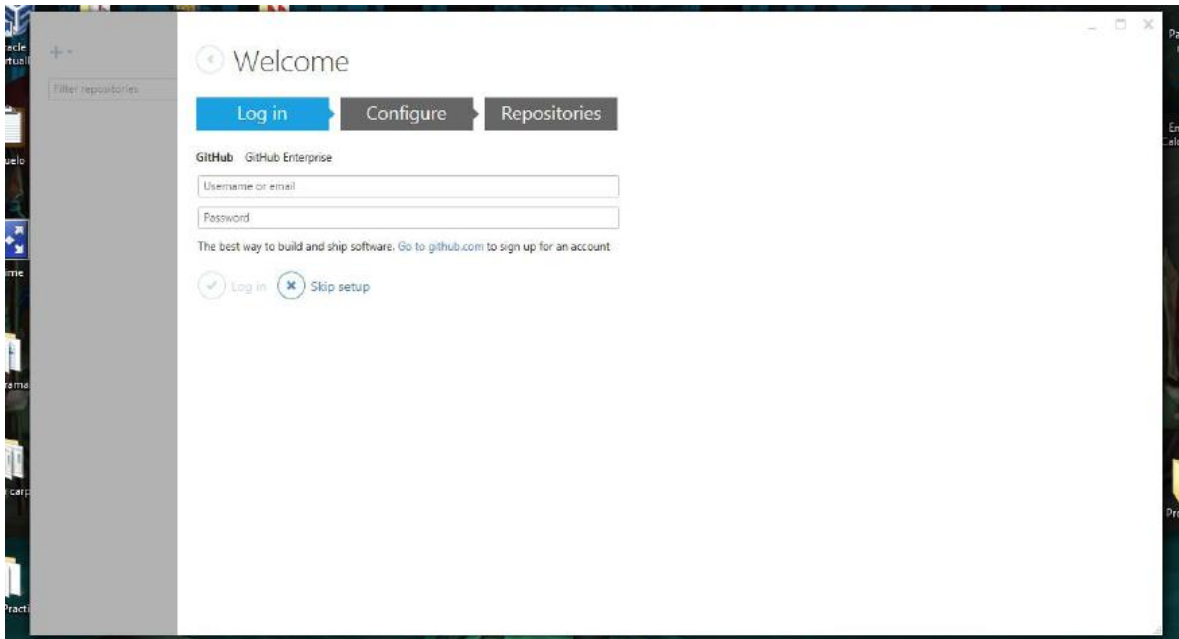 Welcome
Filter repositories
Log in Configure Repositories
GitHub GitHub Enterprise
Username or email
Password
The best way to build and ship software. Go to github.com to sign up for an account
Log in Skip setup